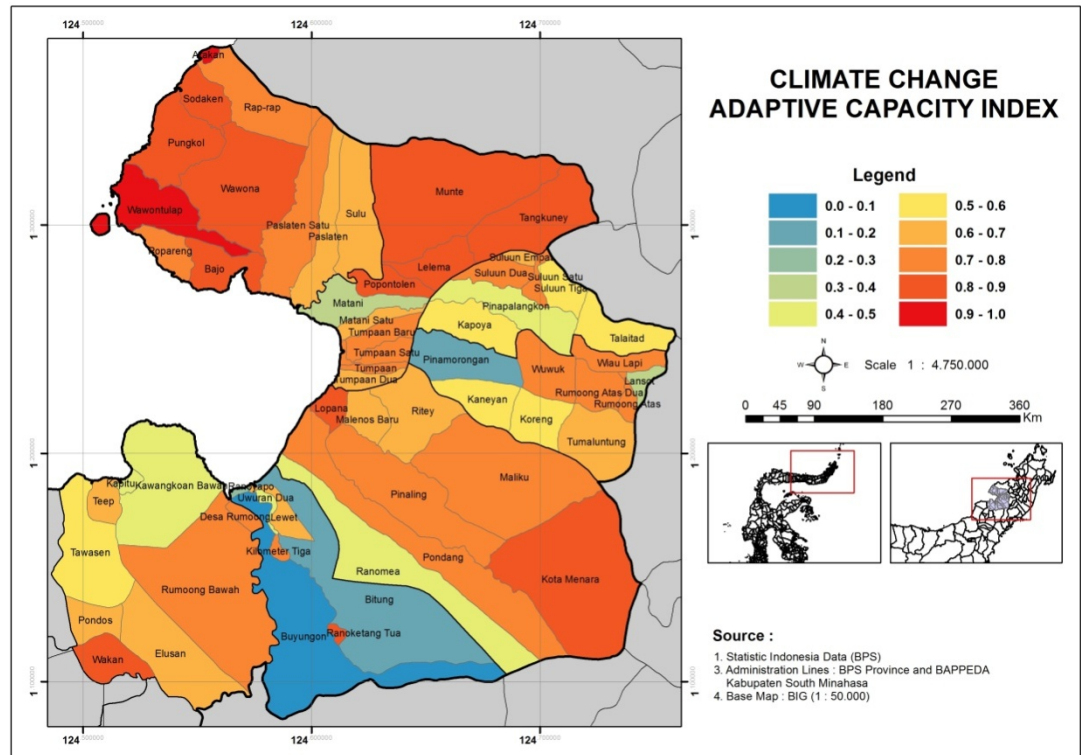 CLIMATE CHANGE
ADAPTIVE CAPACITY INDEX
Legend
0.0 - 0.1
0.5 - 0.6
0.1 - 0.2
0.6 - 0.7
0.2 - 0.3
0.7 - 0.8
0.3 - 0.4
0.8 - 0.9
0.4 - 0.5
0.9 - 1.0
N
W E
S
Scale 1 : 4.750.000
0 45 90 180 270 360
Km
Source :
1. Statistic Indonesia Data (BPS)
3. Administration Lines : BPS Province and BAPPEDA
Kabupaten South Minahasa
4. Base Map : BIG (1 : 50.000)
Sodaken
Rap-rap
Pungkol
Wawona
Munte
Wawontulap
Sulu
Tangkuney
Paslaten Satu
Paslaten
Popareng
Bajo
Lelema
Popontolen
Suluun Empat
Suluun Dua
Suluun Satu
Suluun Tiga
Matani
Pinapalangkon
Matani Satu
Kapoya
Tumpaan Baru
Talaitad
Tumpaan Satu
Pinamorongan
Wuwuk
Wiau Lapi
Tumpaan
Tumpaan Dua
Lansot
Rumoong Atas Dua
Rumoong Atas
Kaneyan
Lopana
Malenos Baru
Ritey
Koreng
Tumaluntung
Maliku
Kapitu
Kawangkoan Bawah
Ranoyapo
Teep
Uwuran Dua
Pinaling
Desa Rumoong
Lewet
Tawasen
Kilometer Tiga
Pondang
Ranomea
Kota Menara
Rumoong Bawah
Bitung
Pondos
Buyungon
Ranoketang Tua
Wakan
Elusan